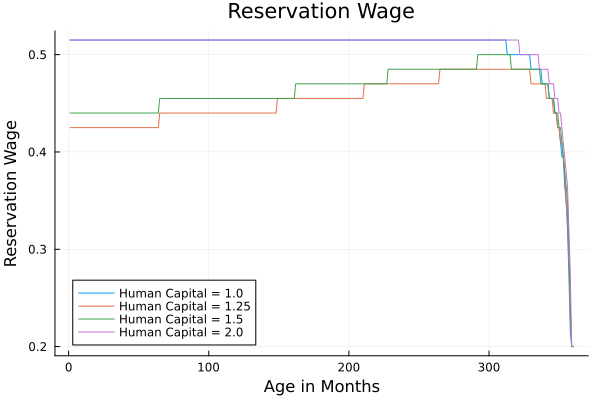 Reservation Wage
Reservation Wage
0.5
0.4
0.3
0.2
Human Capital = 1.0
Human Capital = 1.25
Human Capital = 1.5
Human Capital = 2.0
0 100 200 300
Age in Months